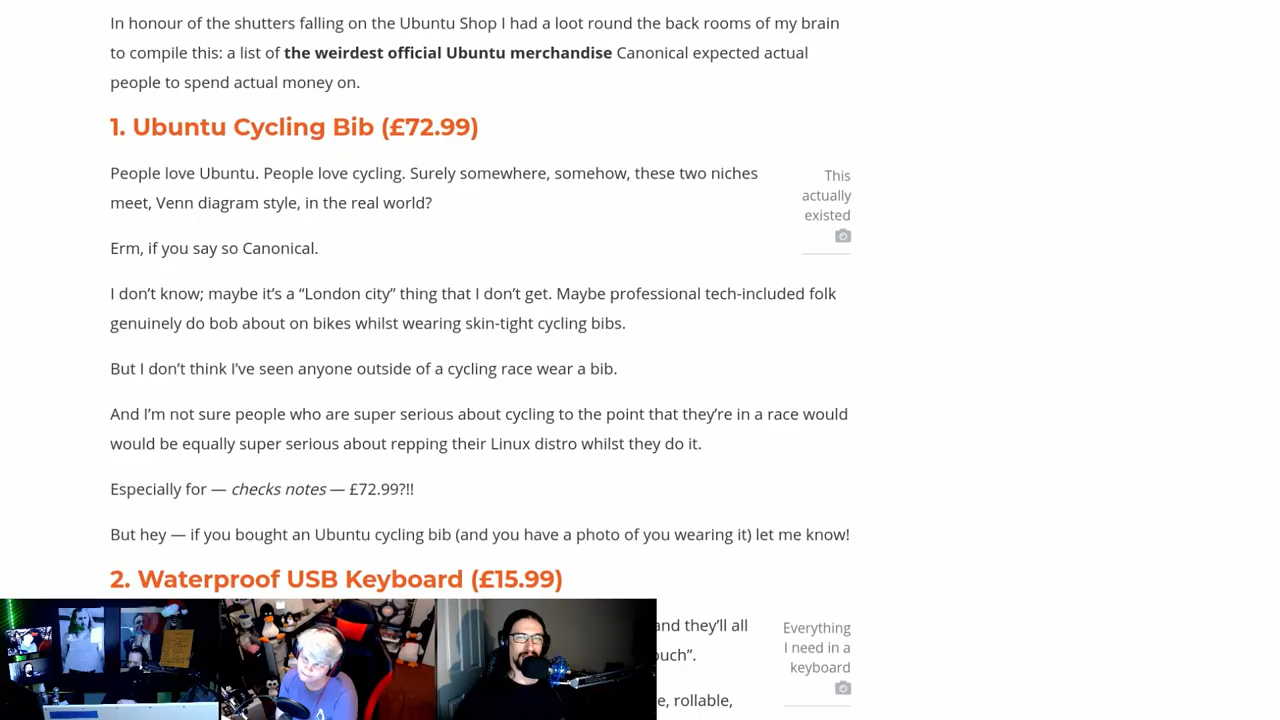 In honour of the shutters falling on the Ubuntu Shop I had a loot round the back rooms of my brain
to compile this: a list of the weirdest official Ubuntu merchandise Canonical expected actual
people to spend actual money on.
1. Ubuntu Cycling Bib (£72.99)
People love Ubuntu. People love cycling. Surely somewhere, somehow, these two niches
meet, Venn diagram style, in the real world?
This
actually
existed
Erm, if you say so Canonical.
I don’t know; maybe it’s a “London city” thing that I don’t get. Maybe professional tech-included folk
genuinely do bob about on bikes whilst wearing skin-tight cycling bibs.
But I don’t think I’ve seen anyone outside of a cycling race wear a bib.
And I’m not sure people who are super serious about cycling to the point that they’re in a race would
would be equally super serious about repping their Linux distro whilst they do it.
Especially for — checks notes — £72.99?!!
But hey — if you bought an Ubuntu cycling bib (and you have a photo of you wearing it) let me know!
2. Waterproof USB Keyboard (£15.99)
and they’ll all
ouch”.
e, rollable,
Everything
I need in a
keyboard